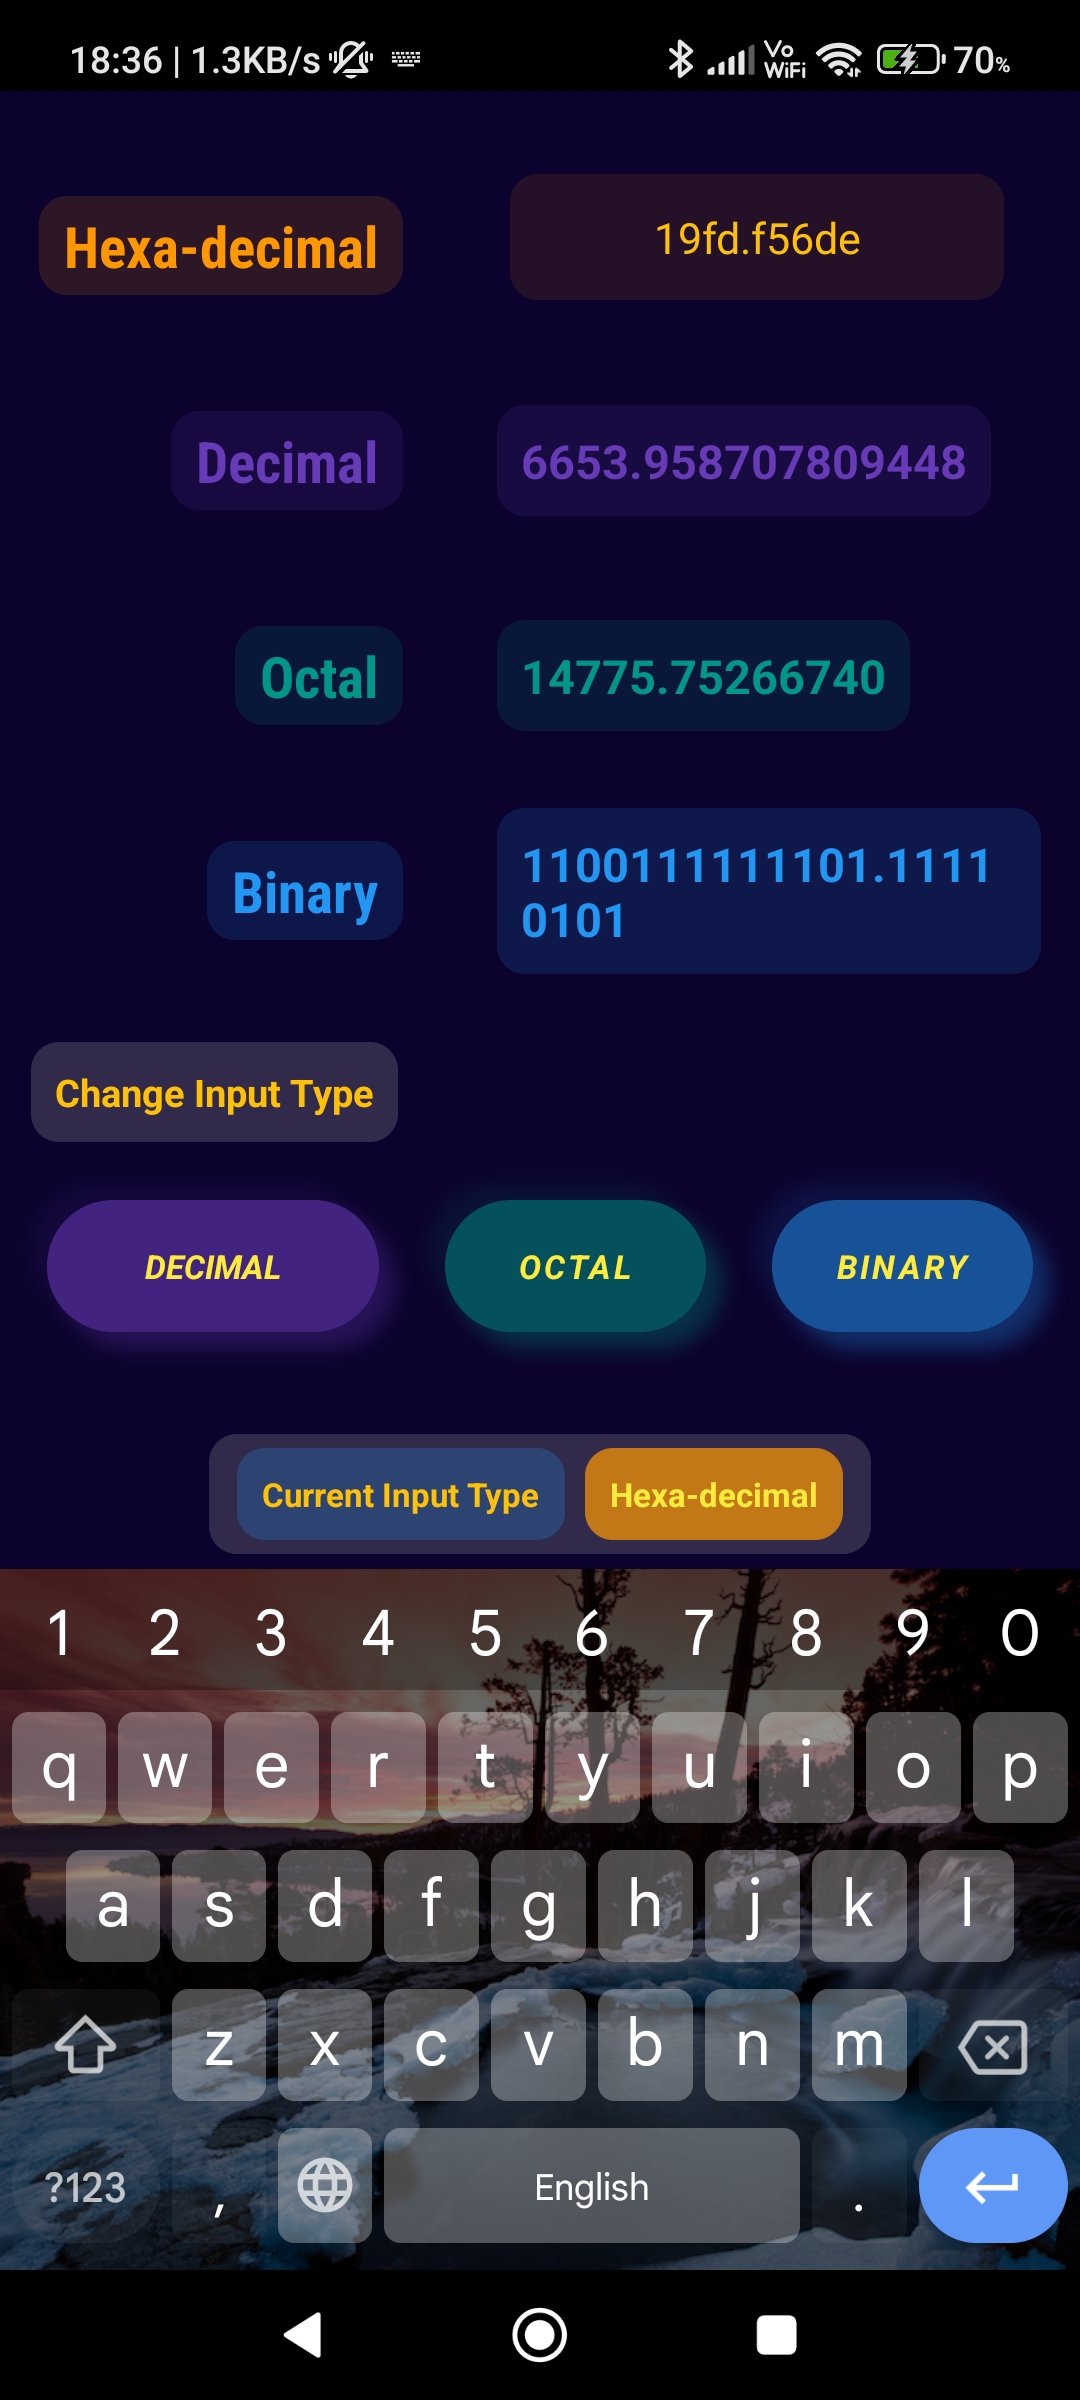 18:36 | 1.3KB/s
Vo WiFi 70%
Hexa-decimal
19fd.f56de
Decimal
6653.958707809448
Octal
14775.75266740
Binary
1100111111101.1111
0101
Change Input Type
DECIMAL OCTAL BINARY
Current Input Type Hexa-decimal
1 2 3 4 5 6 7 8 9 0
q w e r t y u i o p
a s d f g h j k l
z x c v b n m
?123 , English .